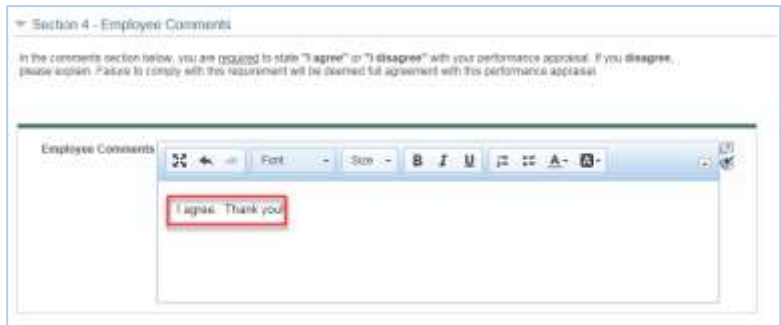 Section 4 - Employee Comments
In the comments section below, you are required to state "I agree" or "I disagree" with your performance appraisal. If you disagree,
please explain. Failure to comply with this requirement will be deemed full agreement with this performance appraisal.
Employee Comments
Font Size B I U A A
I agree. Thank you!